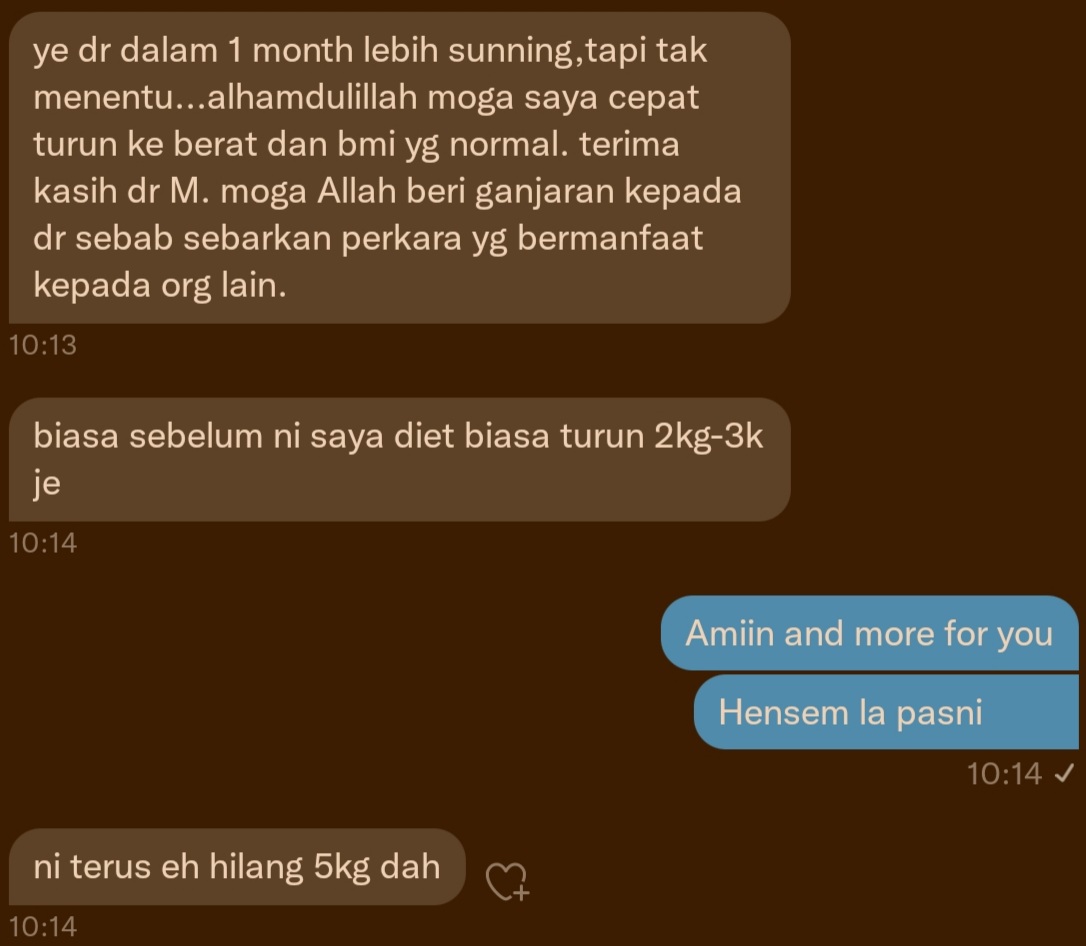 ye dr dalam 1 month lebih sunning,tapi tak
menentu...alhamdulillah moga saya cepat
turun ke berat dan bmi yg normal. terima
kasih dr M. moga Allah beri ganjaran kepada
dr sebab sebarkan perkara yg bermanfaat
kepada org lain.
10:13
biasa sebelum ni saya diet biasa turun 2kg-3k
je
10:14
Amiin and more for you
Hensem la pasni
10:14 ✓
ni terus eh hilang 5kg dah
10:14